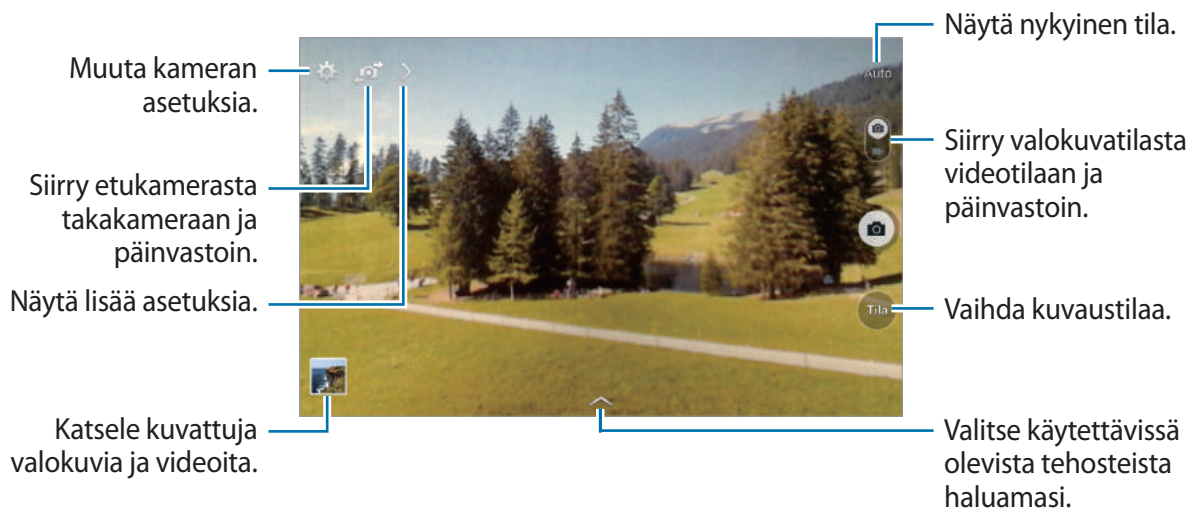 Näytä nykyinen tila.
Muuta kameran
asetuksia.
Auto
Siirry valokuvatilasta
videotilaan ja
päinvastoin.
Siirry etukamerasta
takakameraan ja
päinvastoin.
Näytä lisää asetuksia.
Tila
Vaihda kuvaustilaa.
Katsele kuvattuja
valokuvia ja videoita.
Valitse käytettävissä
olevista tehosteista
haluamasi.